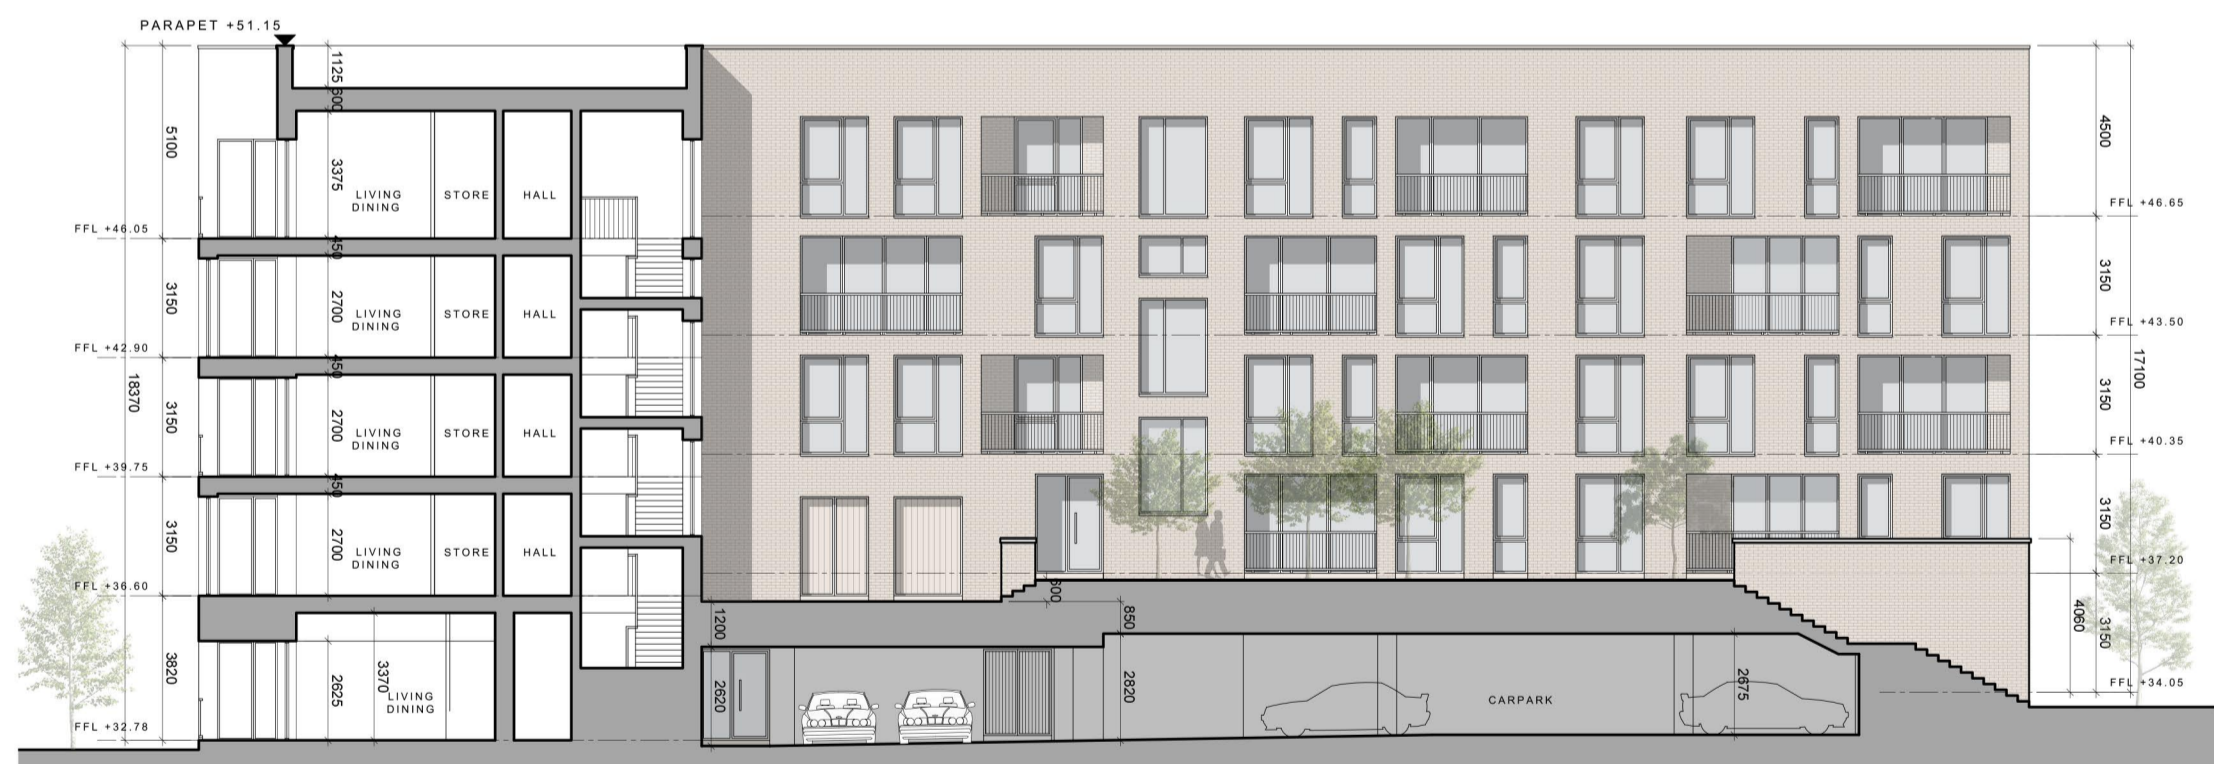 PARAPET +51.15
1125
600
5100
3375
4500
LIVING
DINING
STORE
HALL
FFL +46.65
FFL +46.05
450
3150
2700
3150
LIVING
DINING
STORE
HALL
FFL +43.50
FFL +42.90
450
18370
17100
3150
2700
3150
LIVING
DINING
STORE
HALL
FFL +40.35
FFL +39.75
450
3150
2700
3150
LIVING
DINING
STORE
HALL
FFL +37.20
FFL +36.60
600
1200
850
4060
3150
3820
3370
2625
LIVING
DINING
2620
2820
CARPARK
2675
FFL +34.05
FFL +32.78